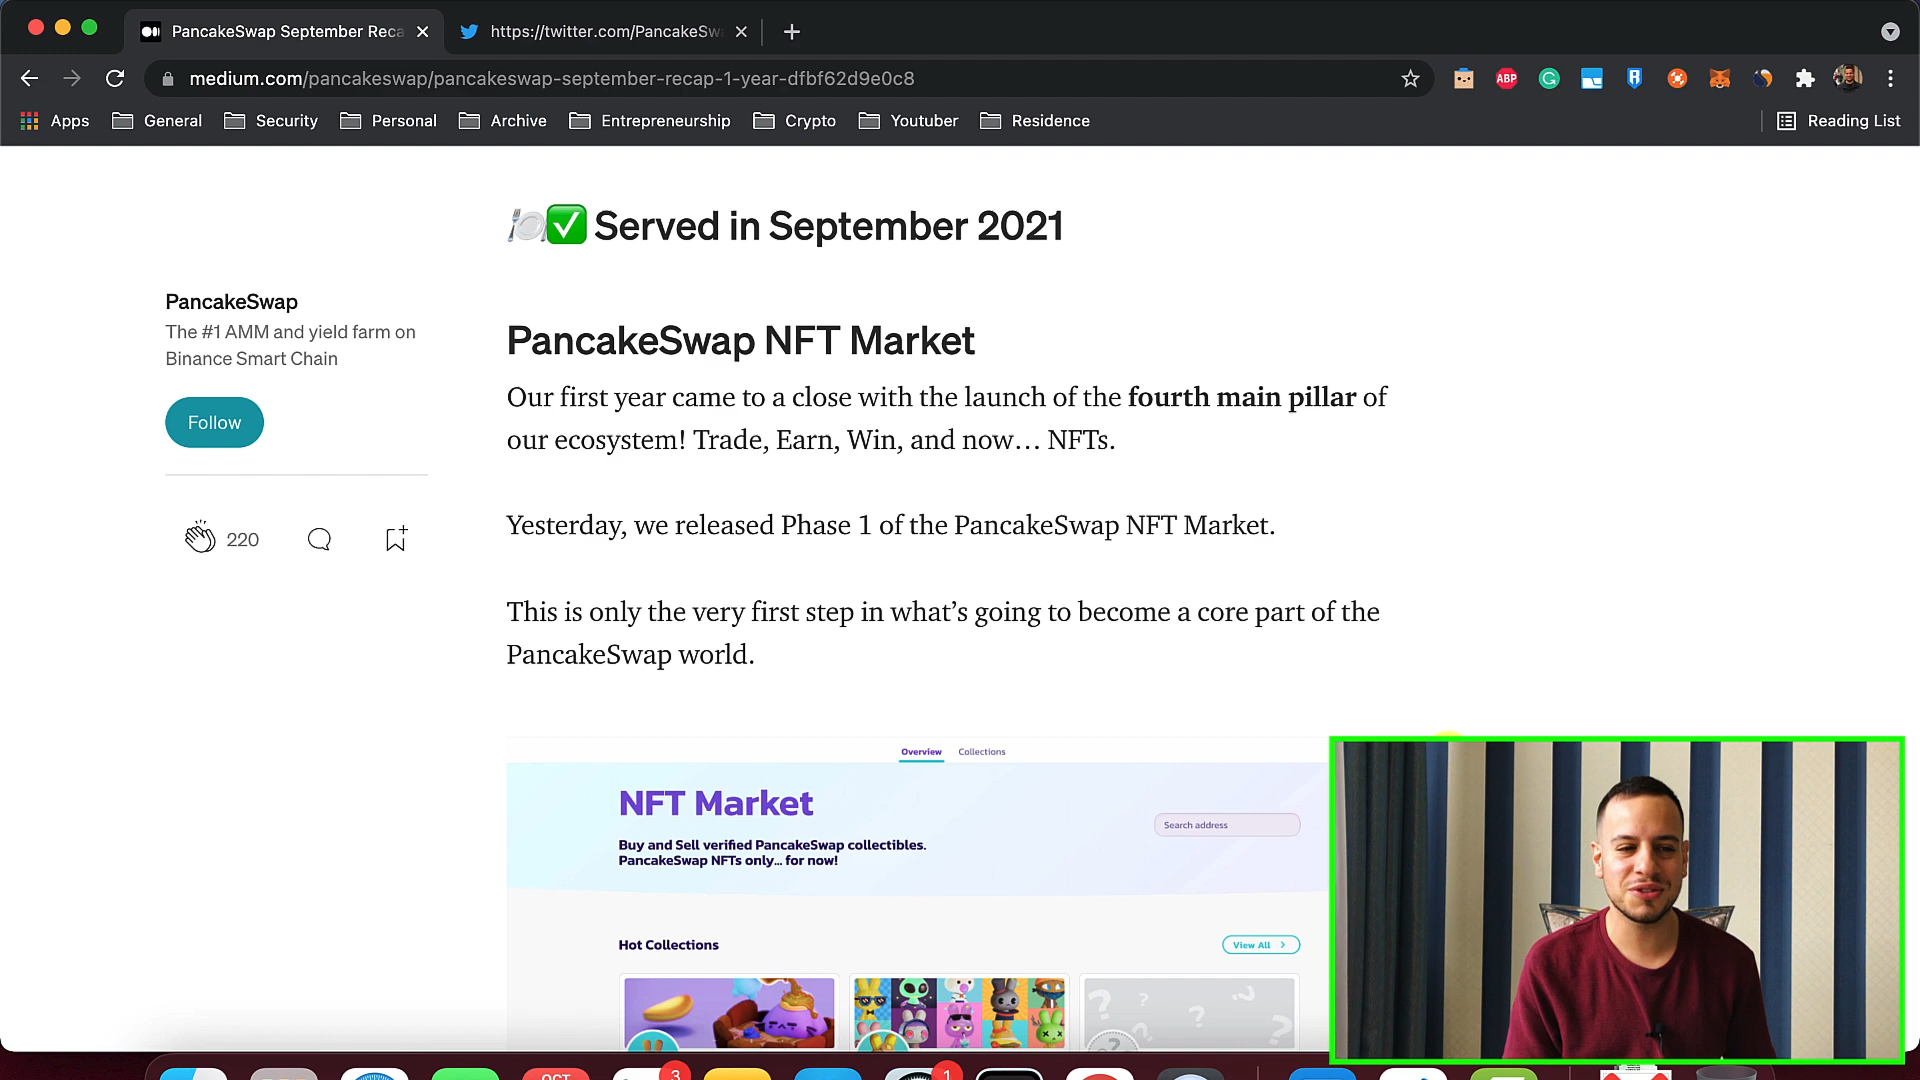 PancakeSwap September Reca
https://twitter.com/PancakeSw
medium.com/pancakeswap/pancakeswap-september-recap-1-year-dfbf62d9e0c8
ABP
Apps
General
Security
Personal
Archive
Entrepreneurship
Crypto
Youtuber
Residence
Reading List
Served in September 2021
PancakeSwap
The #1 AMM and yield farm on
Binance Smart Chain
Follow
220
PancakeSwap NFT Market
Our first year came to a close with the launch of the fourth main pillar of
our ecosystem! Trade, Earn, Win, and now… NFTs.
Yesterday, we released Phase 1 of the PancakeSwap NFT Market.
This is only the very first step in what’s going to become a core part of the
PancakeSwap world.
Overview
Collections
NFT Market
Search address
Buy and Sell verified PancakeSwap collectibles.
PancakeSwap NFTs only... for now!
Hot Collections
View All
OCT
3
1